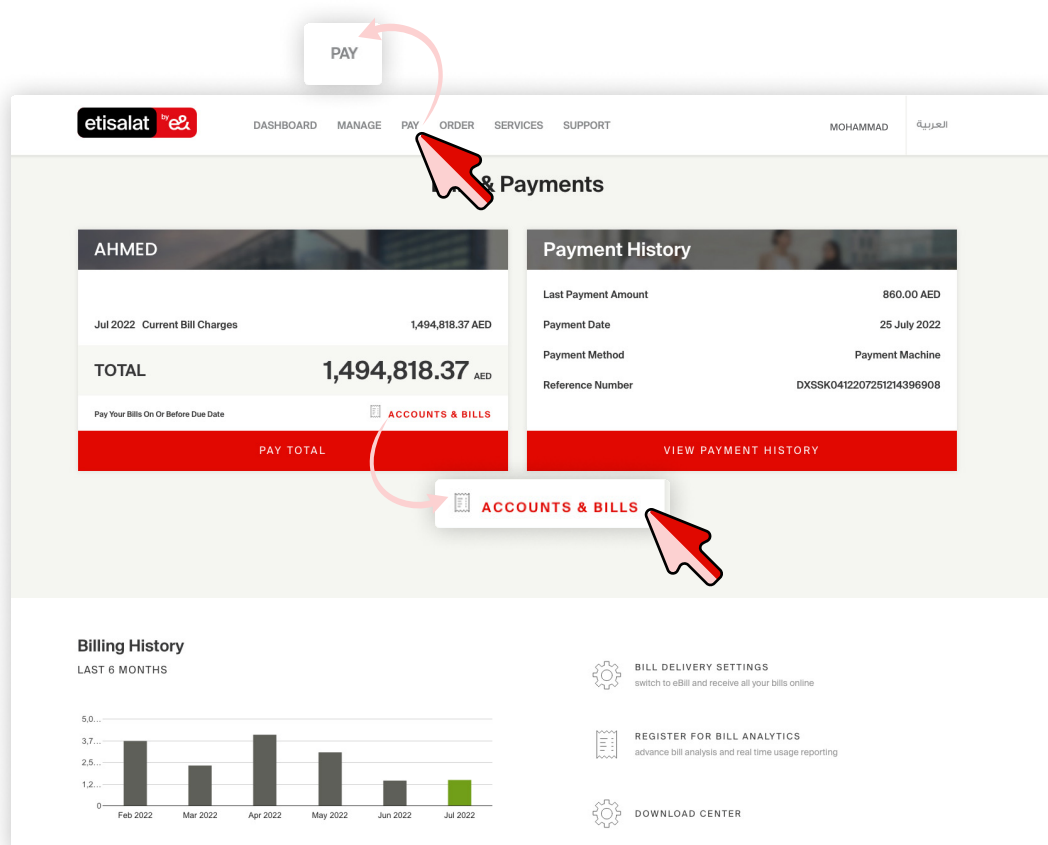 PAY
etisalat by e&
DASHBOARD MANAGE PAY ORDER SERVICES SUPPORT MOHAMMAD العربية
& Payments
AHMED
Jul 2022 Current Bill Charges 1,494,818.37 AED
TOTAL 1,494,818.37 AED
Pay Your Bills On Or Before Due Date ACCOUNTS & BILLS
PAY TOTAL
Payment History
Last Payment Amount 860.00 AED
Payment Date 25 July 2022
Payment Method Payment Machine
Reference Number DXSSK0412207251214396908
VIEW PAYMENT HISTORY
ACCOUNTS & BILLS
Billing History
LAST 6 MONTHS
5,0...
3,7...
2,5...
1,2...
0
Feb 2022 Mar 2022 Apr 2022 May 2022 Jun 2022 Jul 2022
BILL DELIVERY SETTINGS
switch to eBill and receive all your bills online
REGISTER FOR BILL ANALYTICS
advance bill analysis and real time usage reporting
DOWNLOAD CENTER